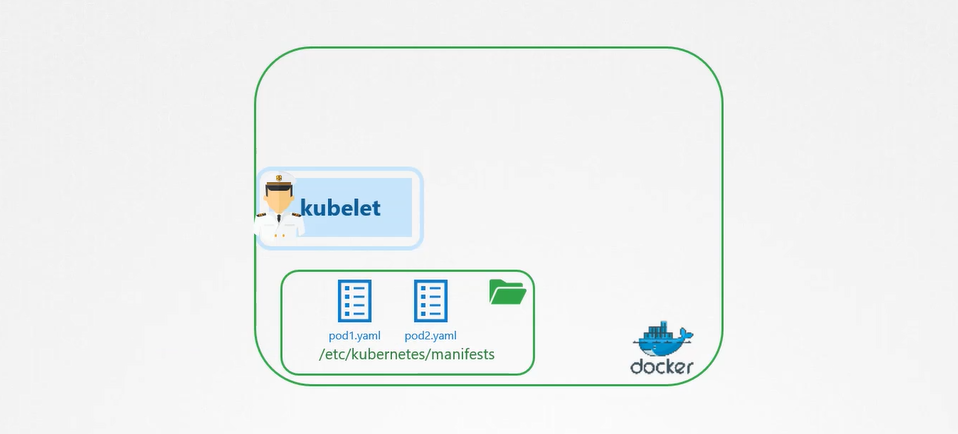 kubelet
pod1.yaml
pod2.yaml
/etc/kubernetes/manifests
docker